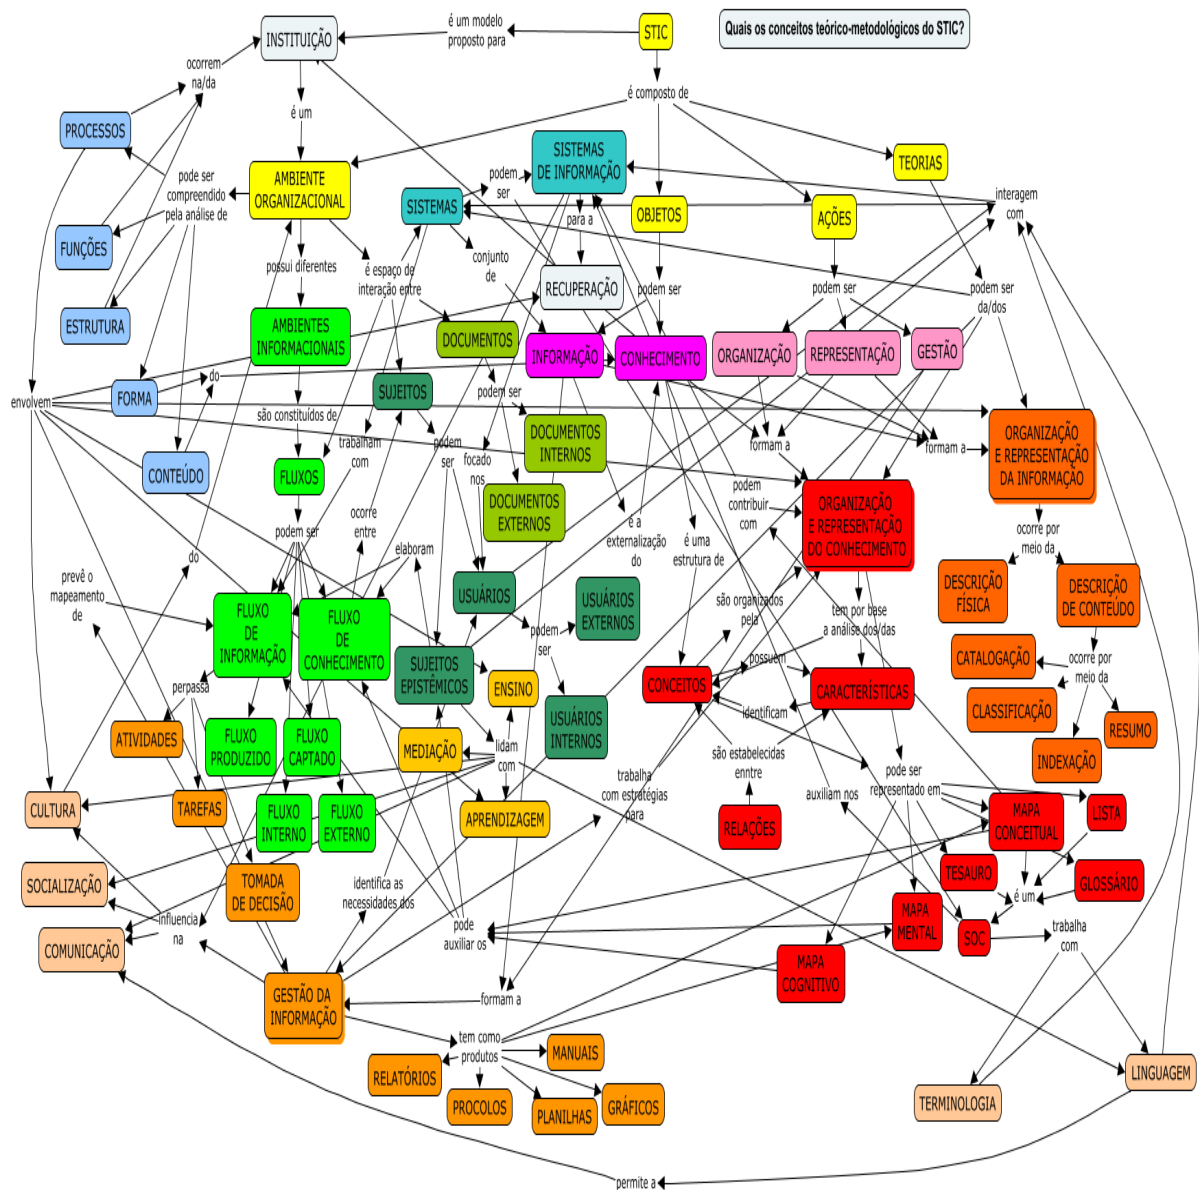 é um modelo
proposto para
STIC
Quais os conceitos teórico-metodológicos do STIC?
INSTITUIÇÃO
ocorrem
na/da
é composto de
é um
PROCESSOS
SISTEMAS
DE INFORMAÇÃO
TEORIAS
pode ser
compreendido
pela análise de
AMBIENTE
ORGANIZACIONAL
podem
ser
SISTEMAS
para a
OBJETOS
AÇÕES
interagem
com
FUNÇÕES
possui diferentes
é espaço de
interação entre
conjunto
de
RECUPERAÇÃO
podem ser
podem ser
podem ser
da/dos
ESTRUTURA
AMBIENTES
INFORMACIONAIS
DOCUMENTOS
INFORMAÇÃO
CONHECIMENTO
ORGANIZAÇÃO
REPRESENTAÇÃO
GESTÃO
do
envolvem
FORMA
SUJEITOS
podem ser
são constituídos de
trabalham
com
podem
ser
focado
nos
DOCUMENTOS
INTERNOS
formam a
formam a
ORGANIZAÇÃO
E REPRESENTAÇÃO
DA INFORMAÇÃO
CONTEÚDO
FLUXOS
DOCUMENTOS
EXTERNOS
podem
contribuir
com
ORGANIZAÇÃO
E REPRESENTAÇÃO
DO CONHECIMENTO
podem ser
ocorre
entre
é a
externalização
do
é uma
estrutura de
ocorre por
meio da
do
elaboram
prevê o
mapeamento
de
USUÁRIOS
USUÁRIOS
EXTERNOS
DESCRIÇÃO
FÍSICA
DESCRIÇÃO
DE CONTEÚDO
FLUXO
DE
INFORMAÇÃO
FLUXO
DE
CONHECIMENTO
são organizados
pela
tem por base
a análise dos/das
podem
ser
SUJEITOS
EPISTÊMICOS
ENSINO
possuem
CATALOGAÇÃO
ocorre por
meio da
perpassa
CONCEITOS
CARACTERÍSTICAS
CLASSIFICAÇÃO
RESUMO
INDEXAÇÃO
ATIVIDADES
FLUXO
PRODUZIDO
FLUXO
CAPTADO
MEDIAÇÃO
lidam
com
USUÁRIOS
INTERNOS
identificam
são estabelecidas
entre
CULTURA
TAREFAS
FLUXO
INTERNO
FLUXO
EXTERNO
APRENDIZAGEM
trabalha
com estratégias
para
RELAÇÕES
auxiliam nos
pode ser
representado em
MAPA
CONCEITUAL
LISTA
SOCIALIZAÇÃO
TOMADA
DE DECISÃO
identifica as
necessidades dos
TESAURO
GLOSSÁRIO
é um
influencia
na
pode
auxiliar os
MAPA
MENTAL
SOC
trabalha
com
COMUNICAÇÃO
MAPA
COGNITIVO
GESTÃO DA
INFORMAÇÃO
formam a
tem como
produtos
MANUAIS
RELATÓRIOS
PROCOLOS
PLANILHAS
GRÁFICOS
TERMINOLOGIA
LINGUAGEM
permite a